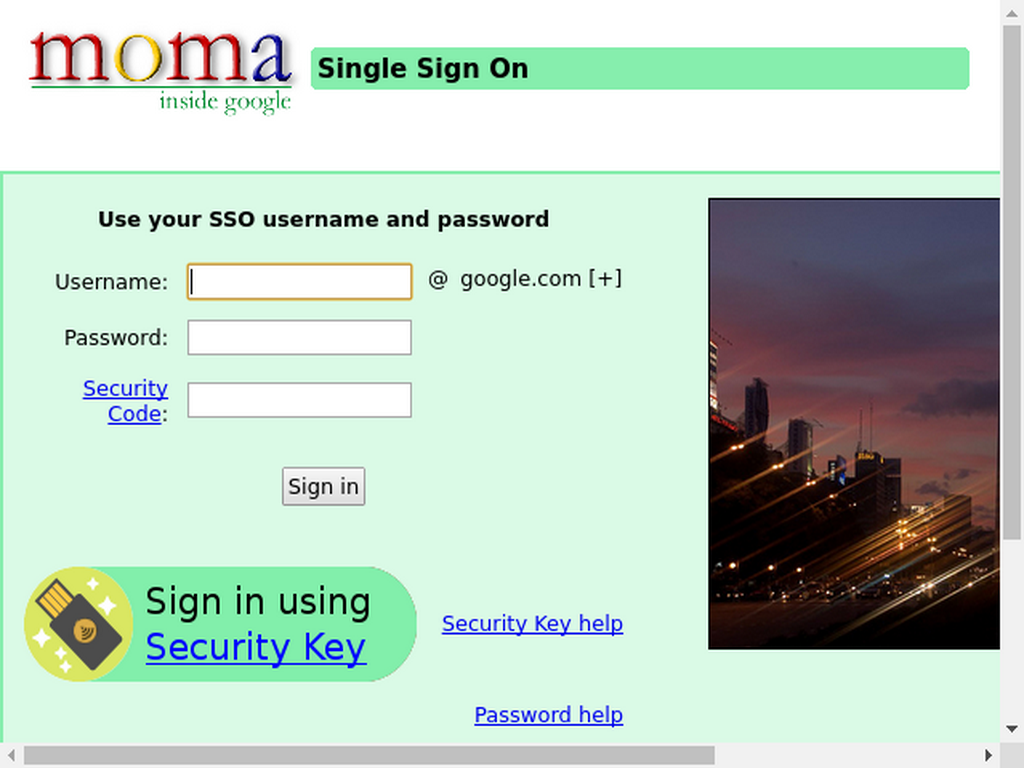 moma
inside google
Single Sign On
Use your SSO username and password
Username:
@ google.com [+]
Password:
Security
Code:
Sign in
Sign in using
Security Key
Security Key help
Password help